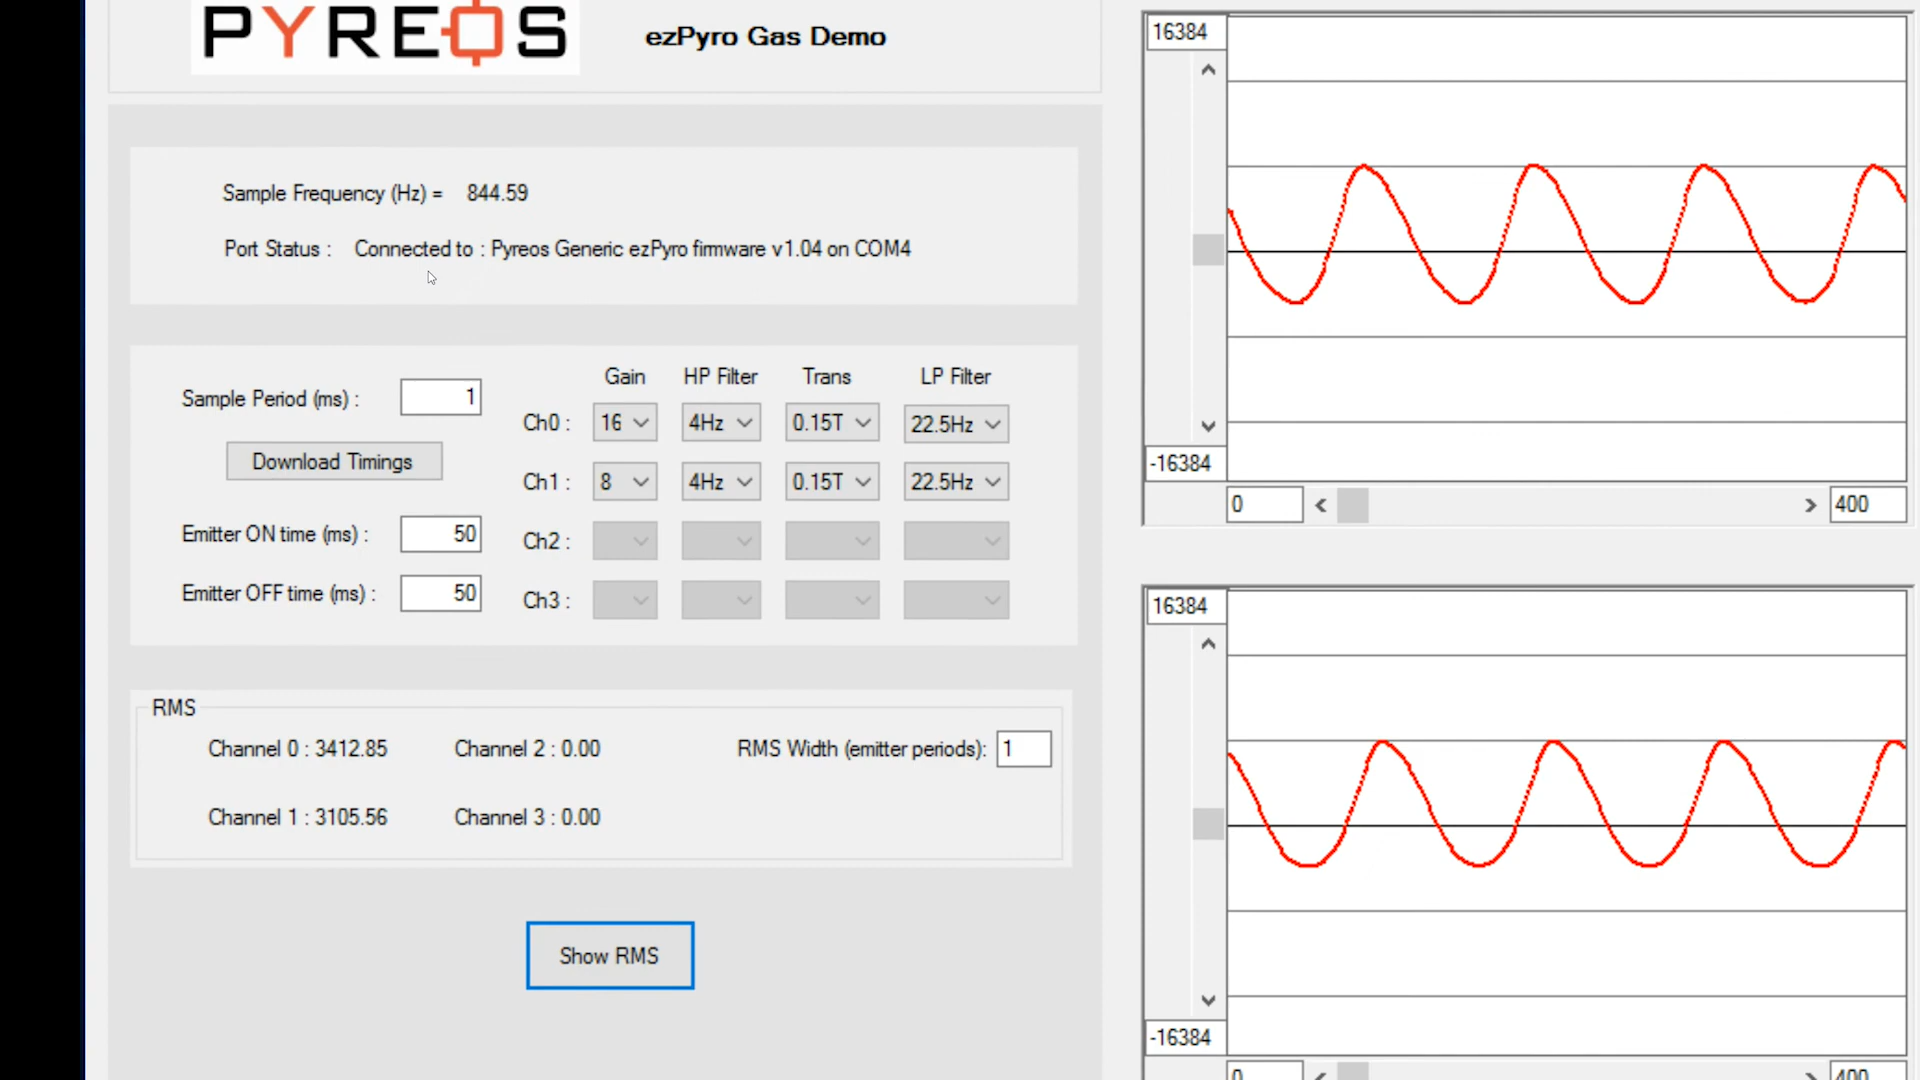 PYREOS
ezPyro Gas Demo
Sample Frequency (Hz) = 844.59
Port Status : Connected to : Pyreos Generic ezPyro firmware v1.04 on COM4
Gain HP Filter Trans LP Filter
Sample Period (ms) : 1
Ch0 : 16 4Hz 0.15T 22.5Hz
Download Timings
Ch1 : 8 4Hz 0.15T 22.5Hz
Emitter ON time (ms) : 50
Ch2 :
Emitter OFF time (ms) : 50
Ch3 :
RMS
Channel 0 : 3412.85 Channel 2 : 0.00 RMS Width (emitter periods): 1
Channel 1 : 3105.56 Channel 3 : 0.00
Show RMS
16384
-16384
0 400
16384
-16384
0 400